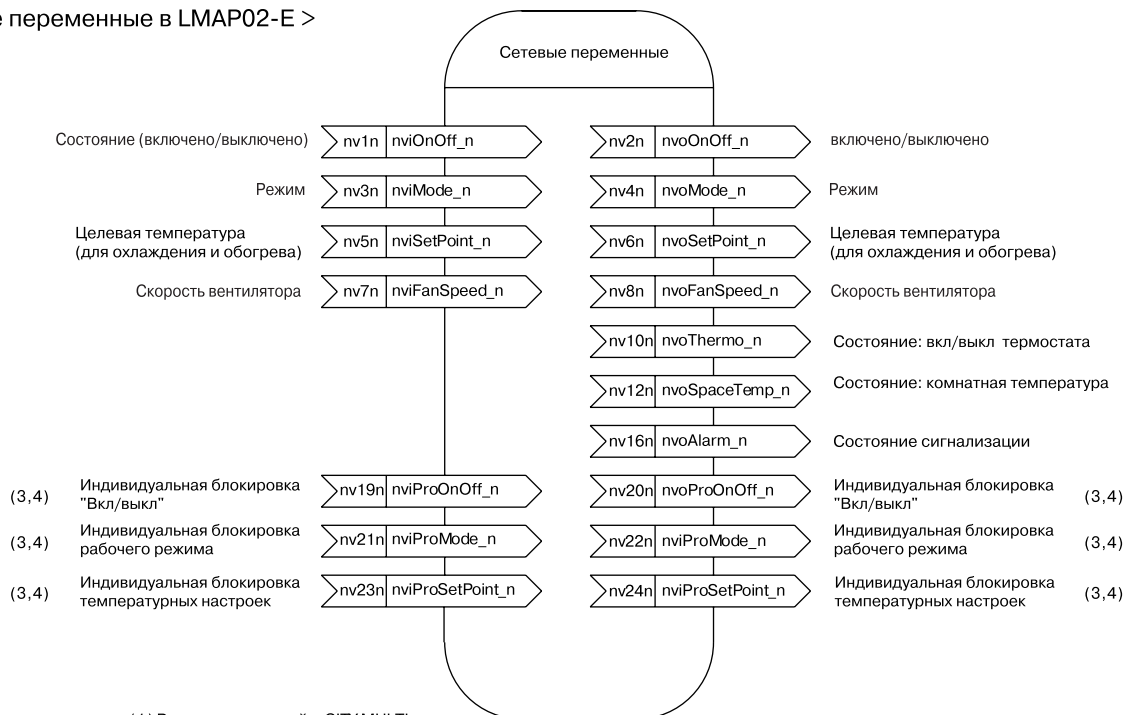 е переменные в LMAP02-E >
Сетевые переменные
Состояние (включено/выключено) nv1n nviOnOff_n nv2n nvoOnOff_n включено/выключено
Режим nv3n nviMode_n nv4n nvoMode_n Режим
Целевая температура
(для охлаждения и обогрева)
nv5n nviSetPoint_n nv6n nvoSetPoint_n
Целевая температура
(для охлаждения и обогрева)
Скорость вентилятора nv7n nviFanSpeed_n nv8n nvoFanSpeed_n Скорость вентилятора
nv10n nvoThermo_n Состояние: вкл/выкл термостата
nv12n nvoSpaceTemp_n Состояние: комнатная температура
nv16n nvoAlarm_n Состояние сигнализации
(3,4) Индивидуальная блокировка
"Вкл/выкл"
nv19n nviProOnOff_n nv20n nvoProOnOff_n
Индивидуальная блокировка
"Вкл/выкл" (3,4)
(3,4) Индивидуальная блокировка
рабочего режима
nv21n nviProMode_n nv22n nviProMode_n
Индивидуальная блокировка
рабочего режима (3,4)
(3,4) Индивидуальная блокировка
температурных настроек
nv23n nviProSetPoint_n nv24n nviProSetPoint_n
Индивидуальная блокировка
температурных настроек (3,4)